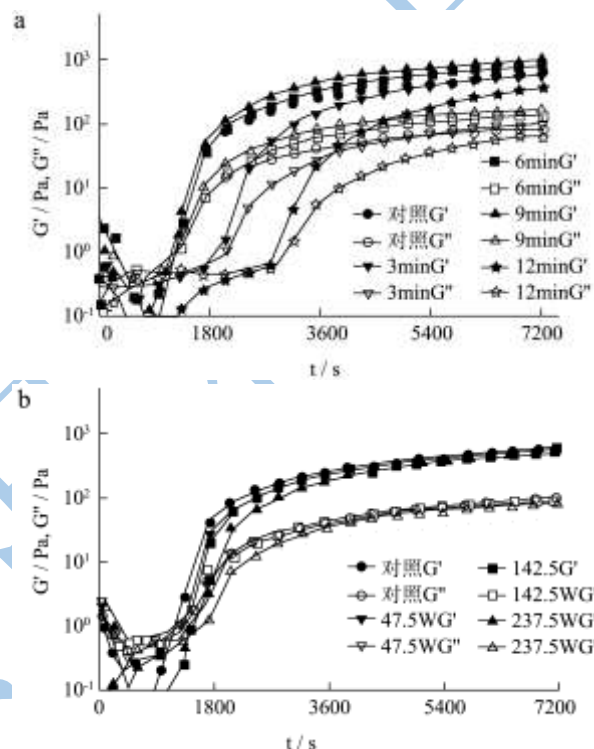 a
G' / Pa, G" / Pa
10³
10²
10¹
10⁰
10⁻¹
对照G'
对照G"
3minG'
3minG"
6minG'
6minG"
9minG'
9minG"
12minG'
12minG"
0 1800 3600 5400 7200
t / s
b
G' / Pa, G" / Pa
10³
10²
10¹
10⁰
10⁻¹
对照G'
对照G"
47.5WG'
47.5WG"
142.5G'
142.5WG'
237.5WG'
237.5WG'
0 1800 3600 5400 7200
t / s